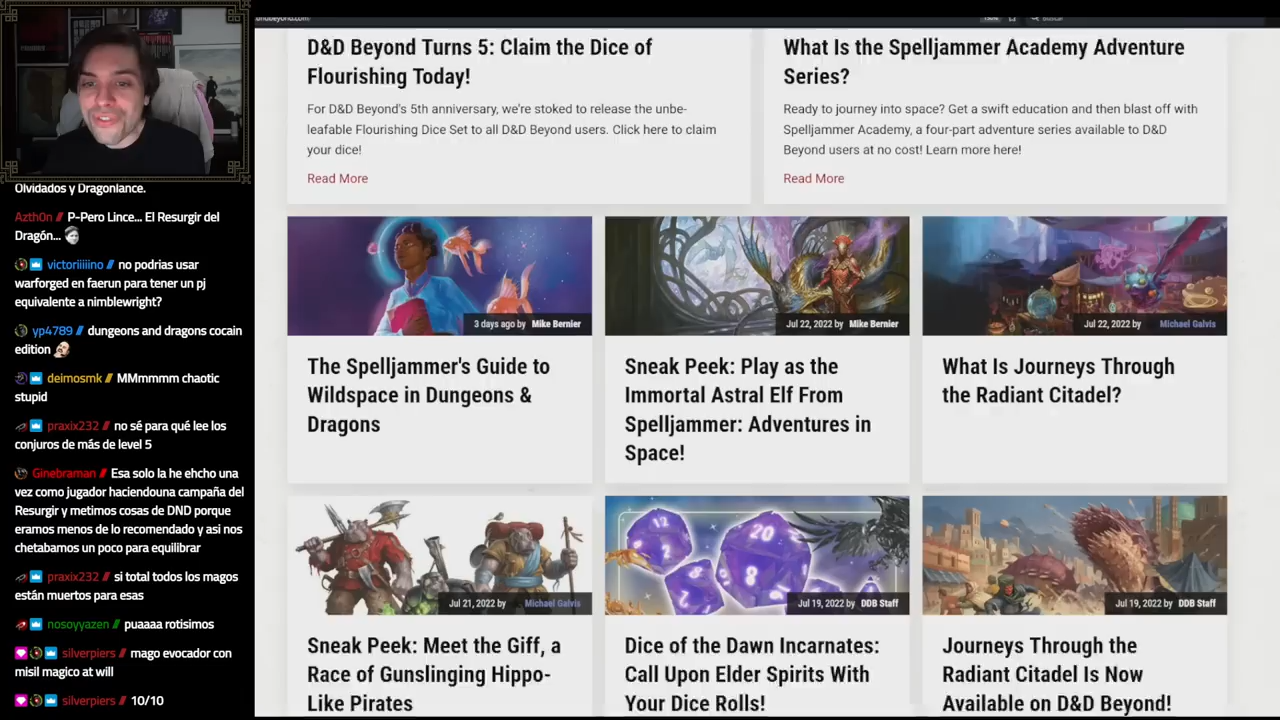 Olvidados y Dragonlance.
Azth0n // P-Pero Lince... El Resurgir del
Dragón...
victoriiiiino // no podrias usar
warforged en faerun para tener un pj
equivalente a nimblewright?
yp4789 // dungeons and dragons cocain
edition
deimosmk // MMmmmm chaotic
stupid
praxix232 // no sé para qué lee los
conjuros de más de level 5
Ginebraman // Esa solo la he ehcho una
vez como jugador haciendouna campaña del
Resurgir y metimos cosas de DND porque
eramos menos de lo recomendado y asi nos
chetabamos un poco para equilibrar
praxix232 // si total todos los magos
están muertos para esas
nosoyyazen // puaaaa rotisimos
silverpiers // mago evocador con
misil magico at will
silverpiers // 10/10
D&D Beyond Turns 5: Claim the Dice of
Flourishing Today!
For D&D Beyond's 5th anniversary, we're stoked to release the unbe-
leafable Flourishing Dice Set to all D&D Beyond users. Click here to claim
your dice!
Read More
What Is the Spelljammer Academy Adventure
Series?
Ready to journey into space? Get a swift education and then blast off with
Spelljammer Academy, a four-part adventure series available to D&D
Beyond users at no cost! Learn more here!
Read More
3 days ago by Mike Bernier
The Spelljammer's Guide to
Wildspace in Dungeons &
Dragons
Jul 22, 2022 by Mike Bernier
Sneak Peek: Play as the
Immortal Astral Elf From
Spelljammer: Adventures in
Space!
Jul 22, 2022 by Michael Galvis
What Is Journeys Through
the Radiant Citadel?
Jul 21, 2022 by Michael Galvis
Sneak Peek: Meet the Giff, a
Race of Gunslinging Hippo-
Like Pirates
12
20
2
8
Jul 19, 2022 by DDB Staff
Dice of the Dawn Incarnates:
Call Upon Elder Spirits With
Your Dice Rolls!
Jul 19, 2022 by DDB Staff
Journeys Through the
Radiant Citadel Is Now
Available on D&D Beyond!